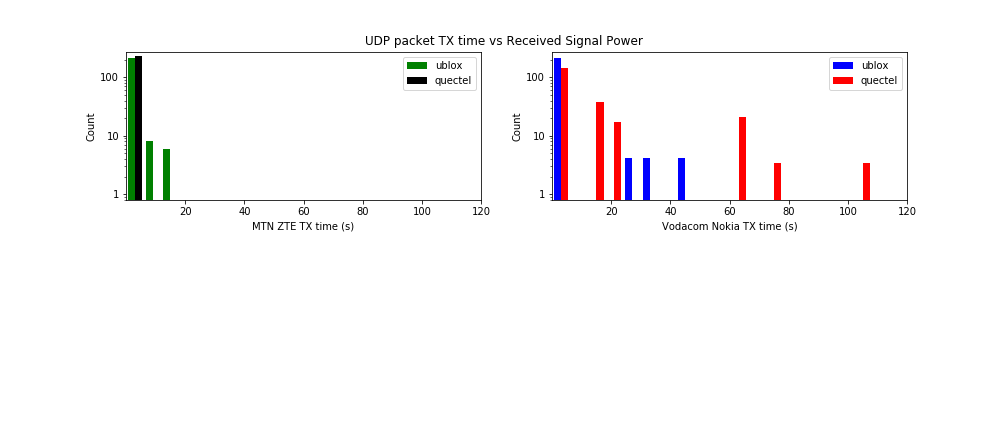 UDP packet TX time vs Received Signal Power
Count
100
10
1
ublox
quectel
20
40
60
80
100
120
MTN ZTE TX time (s)
Count
100
10
1
ublox
quectel
20
40
60
80
100
120
Vodacom Nokia TX time (s)